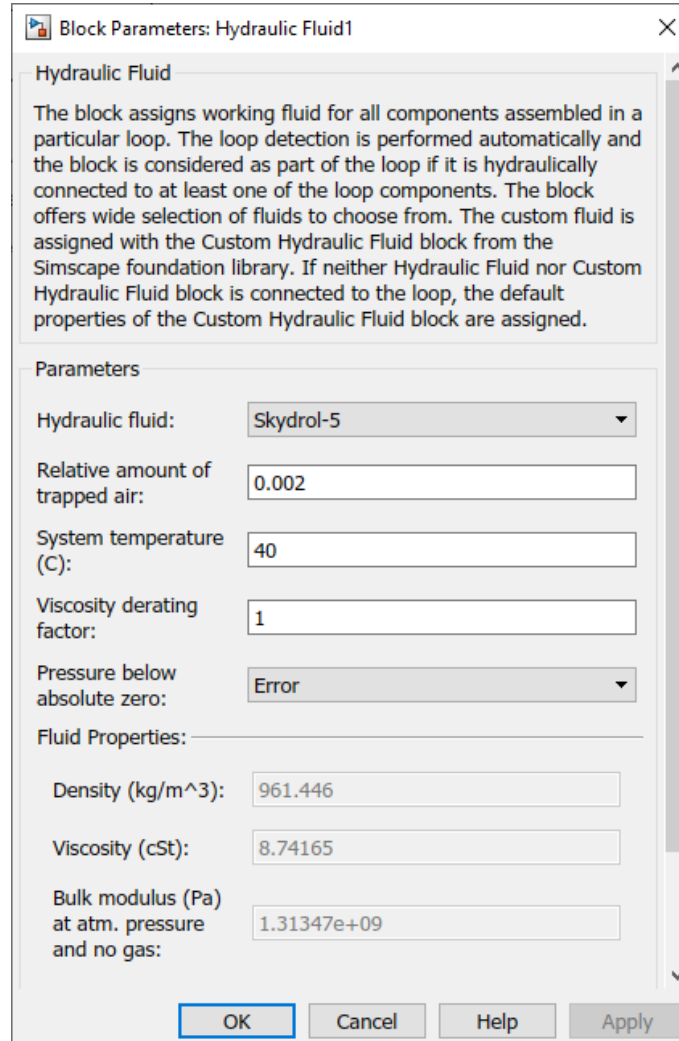 Block Parameters: Hydraulic Fluid1
Hydraulic Fluid
The block assigns working fluid for all components assembled in a
particular loop. The loop detection is performed automatically and
the block is considered as part of the loop if it is hydraulically
connected to at least one of the loop components. The block
offers wide selection of fluids to choose from. The custom fluid is
assigned with the Custom Hydraulic Fluid block from the
Simscape foundation library. If neither Hydraulic Fluid nor Custom
Hydraulic Fluid block is connected to the loop, the default
properties of the Custom Hydraulic Fluid block are assigned.
Parameters
Hydraulic fluid: Skydrol-5
Relative amount of
trapped air: 0.002
System temperature
(C): 40
Viscosity derating
factor: 1
Pressure below
absolute zero: Error
Fluid Properties:
Density (kg/m^3): 961.446
Viscosity (cSt): 8.74165
Bulk modulus (Pa)
at atm. pressure 1.31347e+09
and no gas:
OK Cancel Help Apply